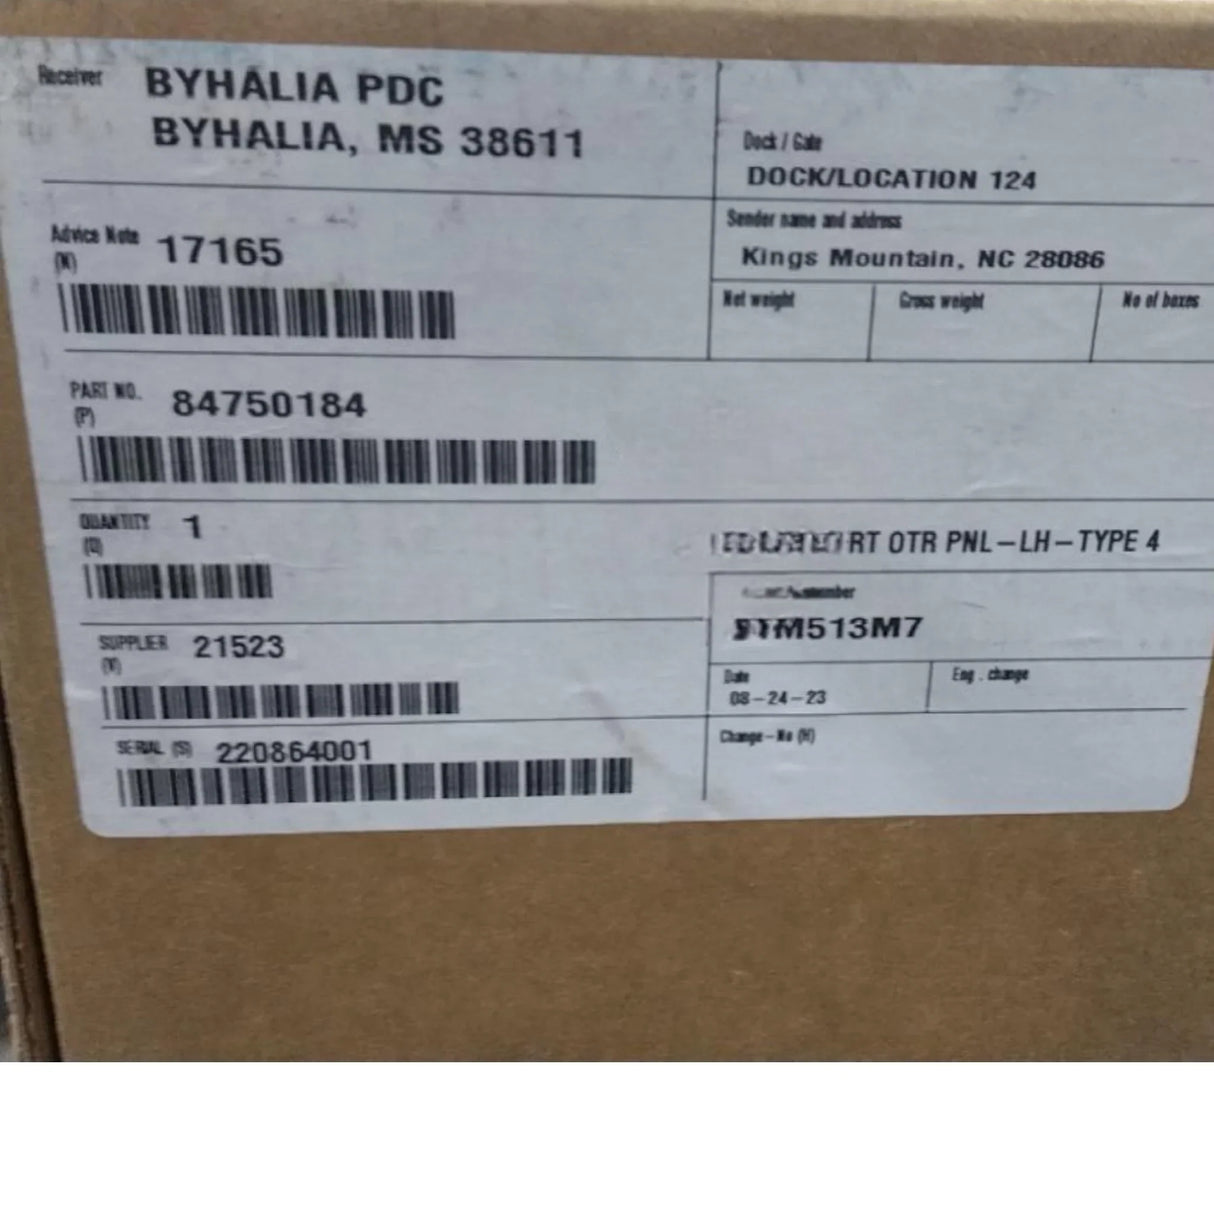 Receiver BYHALIA PDC
BYHALIA, MS 38611
Dock / Gate
DOCK/LOCATION 124
Sender name and address
Kings Mountain, NC 28086
Net weight Gross weight No of boxes
Advice Note (N) 17165
PART NO. (P) 84750184
QUANTITY (Q) 1
RT OTR PNL-LH-TYPE 4
SUPPLIER (V) 21523
M513M7
Date
08-24-23
Eng . change
SERIAL (S) 220864001
Change-No (H)